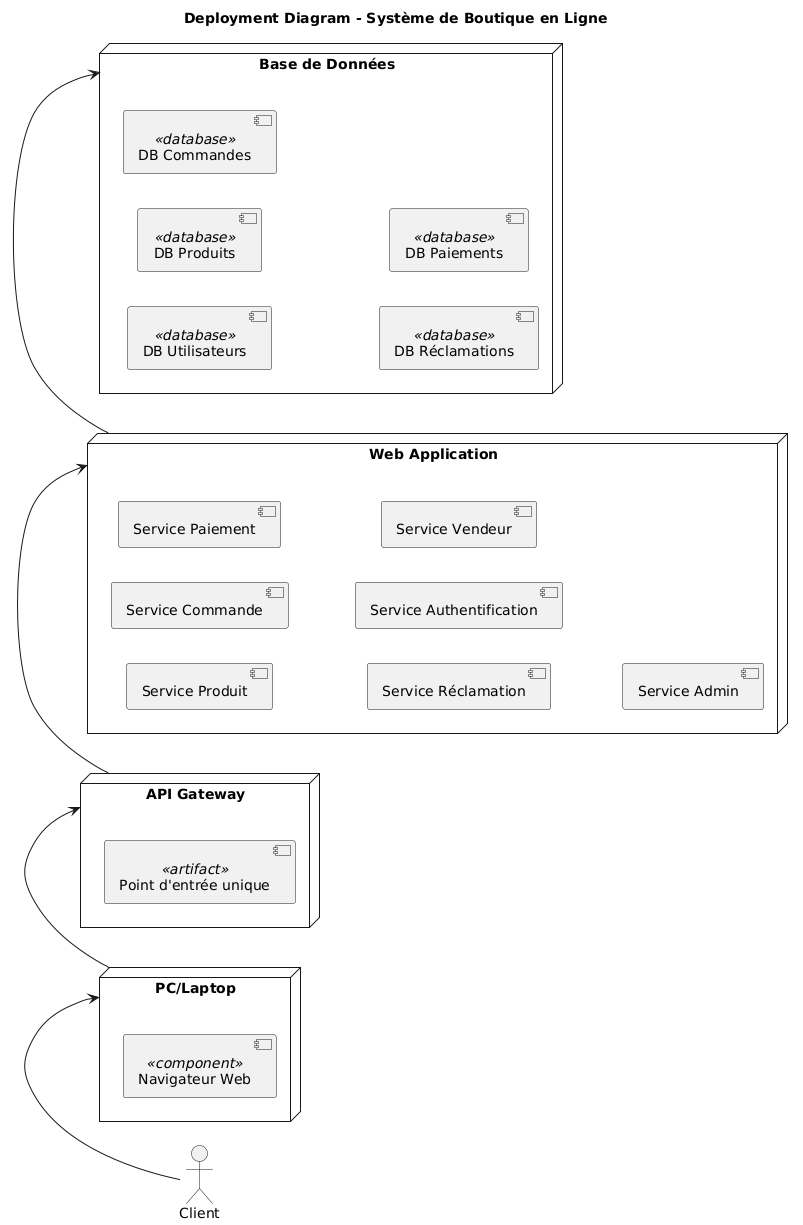 Deployment Diagram - Système de Boutique en Ligne
Base de Données
«database»
DB Commandes
«database»
DB Produits
«database»
DB Paiements
«database»
DB Utilisateurs
«database»
DB Réclamations
Web Application
Service Paiement
Service Vendeur
Service Commande
Service Authentification
Service Produit
Service Réclamation
Service Admin
API Gateway
«artifact»
Point d'entrée unique
PC/Laptop
«component»
Navigateur Web
Client